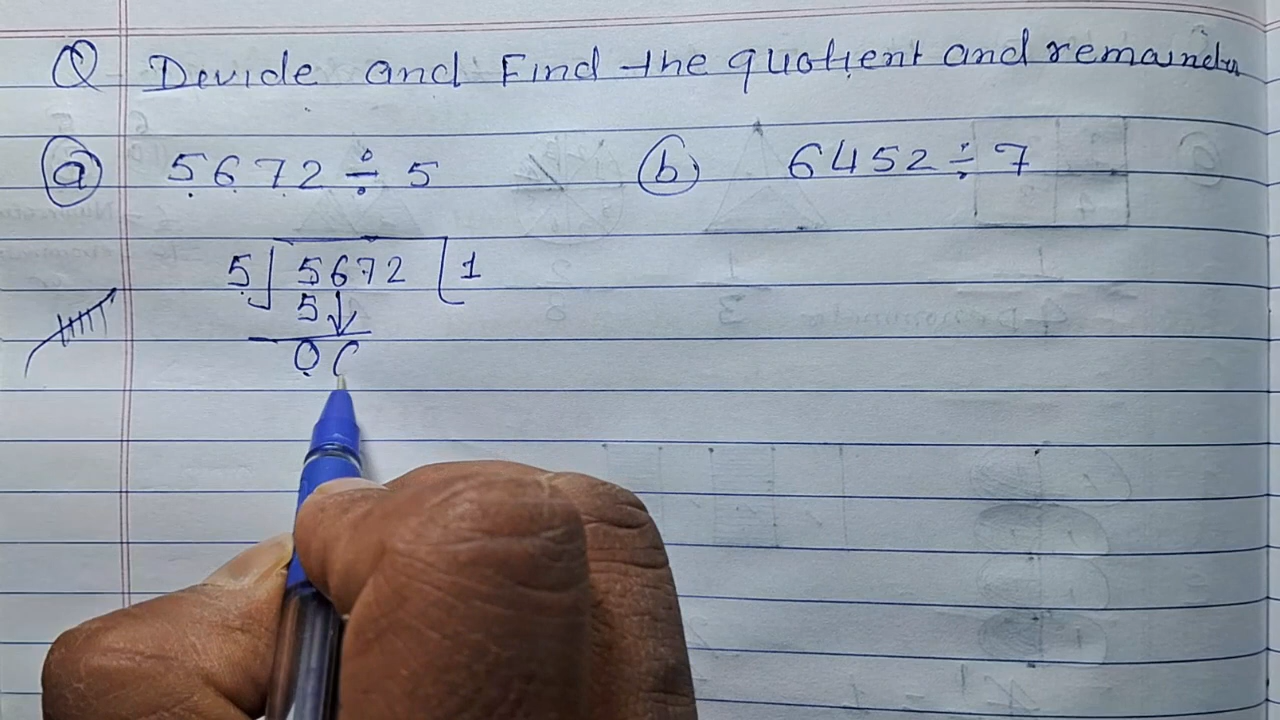 Q Devide and Find the quotient and remainder
a 5672 ÷ 5 b 6452 ÷ 7
5 5672 1
5
0